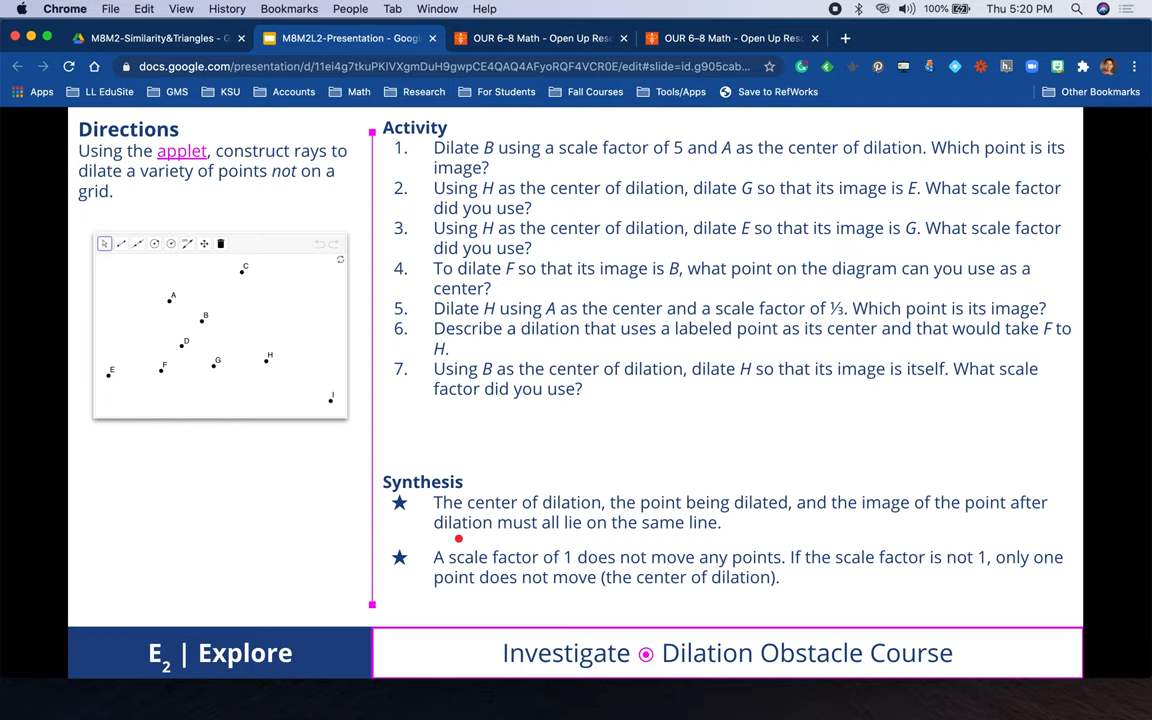 Chrome File Edit View History Bookmarks People Tab Window Help 100% Thu 5:20 PM
M8M2-Similarity&Triangles - G M8M2L2-Presentation - Google OUR 6–8 Math - Open Up Reso OUR 6–8 Math - Open Up Reso
docs.google.com/presentation/d/11ei4g7tkuPKIVXgmDuH9gwpCE4QAQ4AFyoRQF4VCR0E/edit#slide=id.g905cab...
Apps LL EduSite GMS KSU Accounts Math Research For Students Fall Courses Tools/Apps Save to RefWorks Other Bookmarks
Directions
Using the applet, construct rays to
dilate a variety of points not on a
grid.
C
A
B
D
G
H
F
E
I
Activity
1. Dilate B using a scale factor of 5 and A as the center of dilation. Which point is its
image?
2. Using H as the center of dilation, dilate G so that its image is E. What scale factor
did you use?
3. Using H as the center of dilation, dilate E so that its image is G. What scale factor
did you use?
4. To dilate F so that its image is B, what point on the diagram can you use as a
center?
5. Dilate H using A as the center and a scale factor of ⅓. Which point is its image?
6. Describe a dilation that uses a labeled point as its center and that would take F to
H.
7. Using B as the center of dilation, dilate H so that its image is itself. What scale
factor did you use?
Synthesis
★ The center of dilation, the point being dilated, and the image of the point after
dilation must all lie on the same line.
★ A scale factor of 1 does not move any points. If the scale factor is not 1, only one
point does not move (the center of dilation).
E2 | Explore
Investigate ⦿ Dilation Obstacle Course